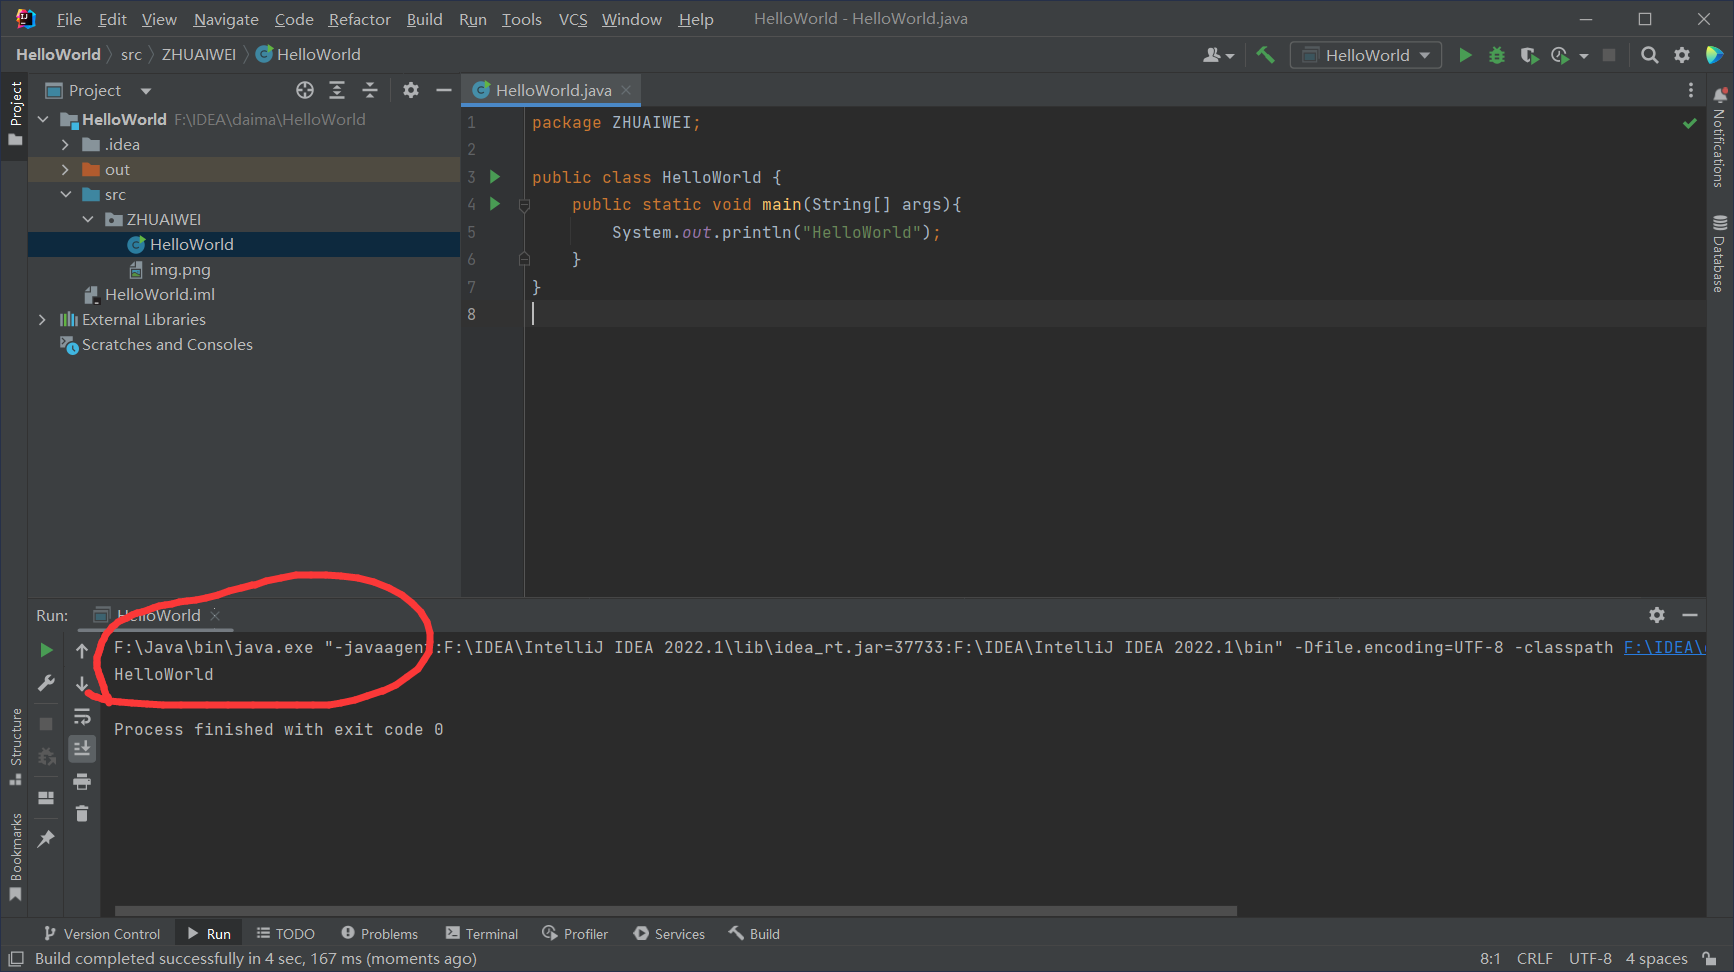 File Edit View Navigate Code Refactor Build Run Tools VCS Window Help HelloWorld - HelloWorld.java
HelloWorld src ZHUAIWEI HelloWorld HelloWorld
Project
Project
HelloWorld F:\IDEA\daima\HelloWorld
.idea
out
src
ZHUAIWEI
HelloWorld
img.png
HelloWorld.iml
External Libraries
Scratches and Consoles
HelloWorld.java
1 package ZHUAIWEI;
2
3 public class HelloWorld {
4 public static void main(String[] args){
5 System.out.println("HelloWorld");
6 }
7 }
8
Notifications
Database
Run: HelloWorld
F:\Java\bin\java.exe "-javaagent:F:\IDEA\IntelliJ IDEA 2022.1\lib\idea_rt.jar=37733:F:\IDEA\IntelliJ IDEA 2022.1\bin" -Dfile.encoding=UTF-8 -classpath F:\IDEA\
HelloWorld
Process finished with exit code 0
Structure
Bookmarks
Version Control Run TODO Problems Terminal Profiler Services Build
Build completed successfully in 4 sec, 167 ms (moments ago) 8:1 CRLF UTF-8 4 spaces